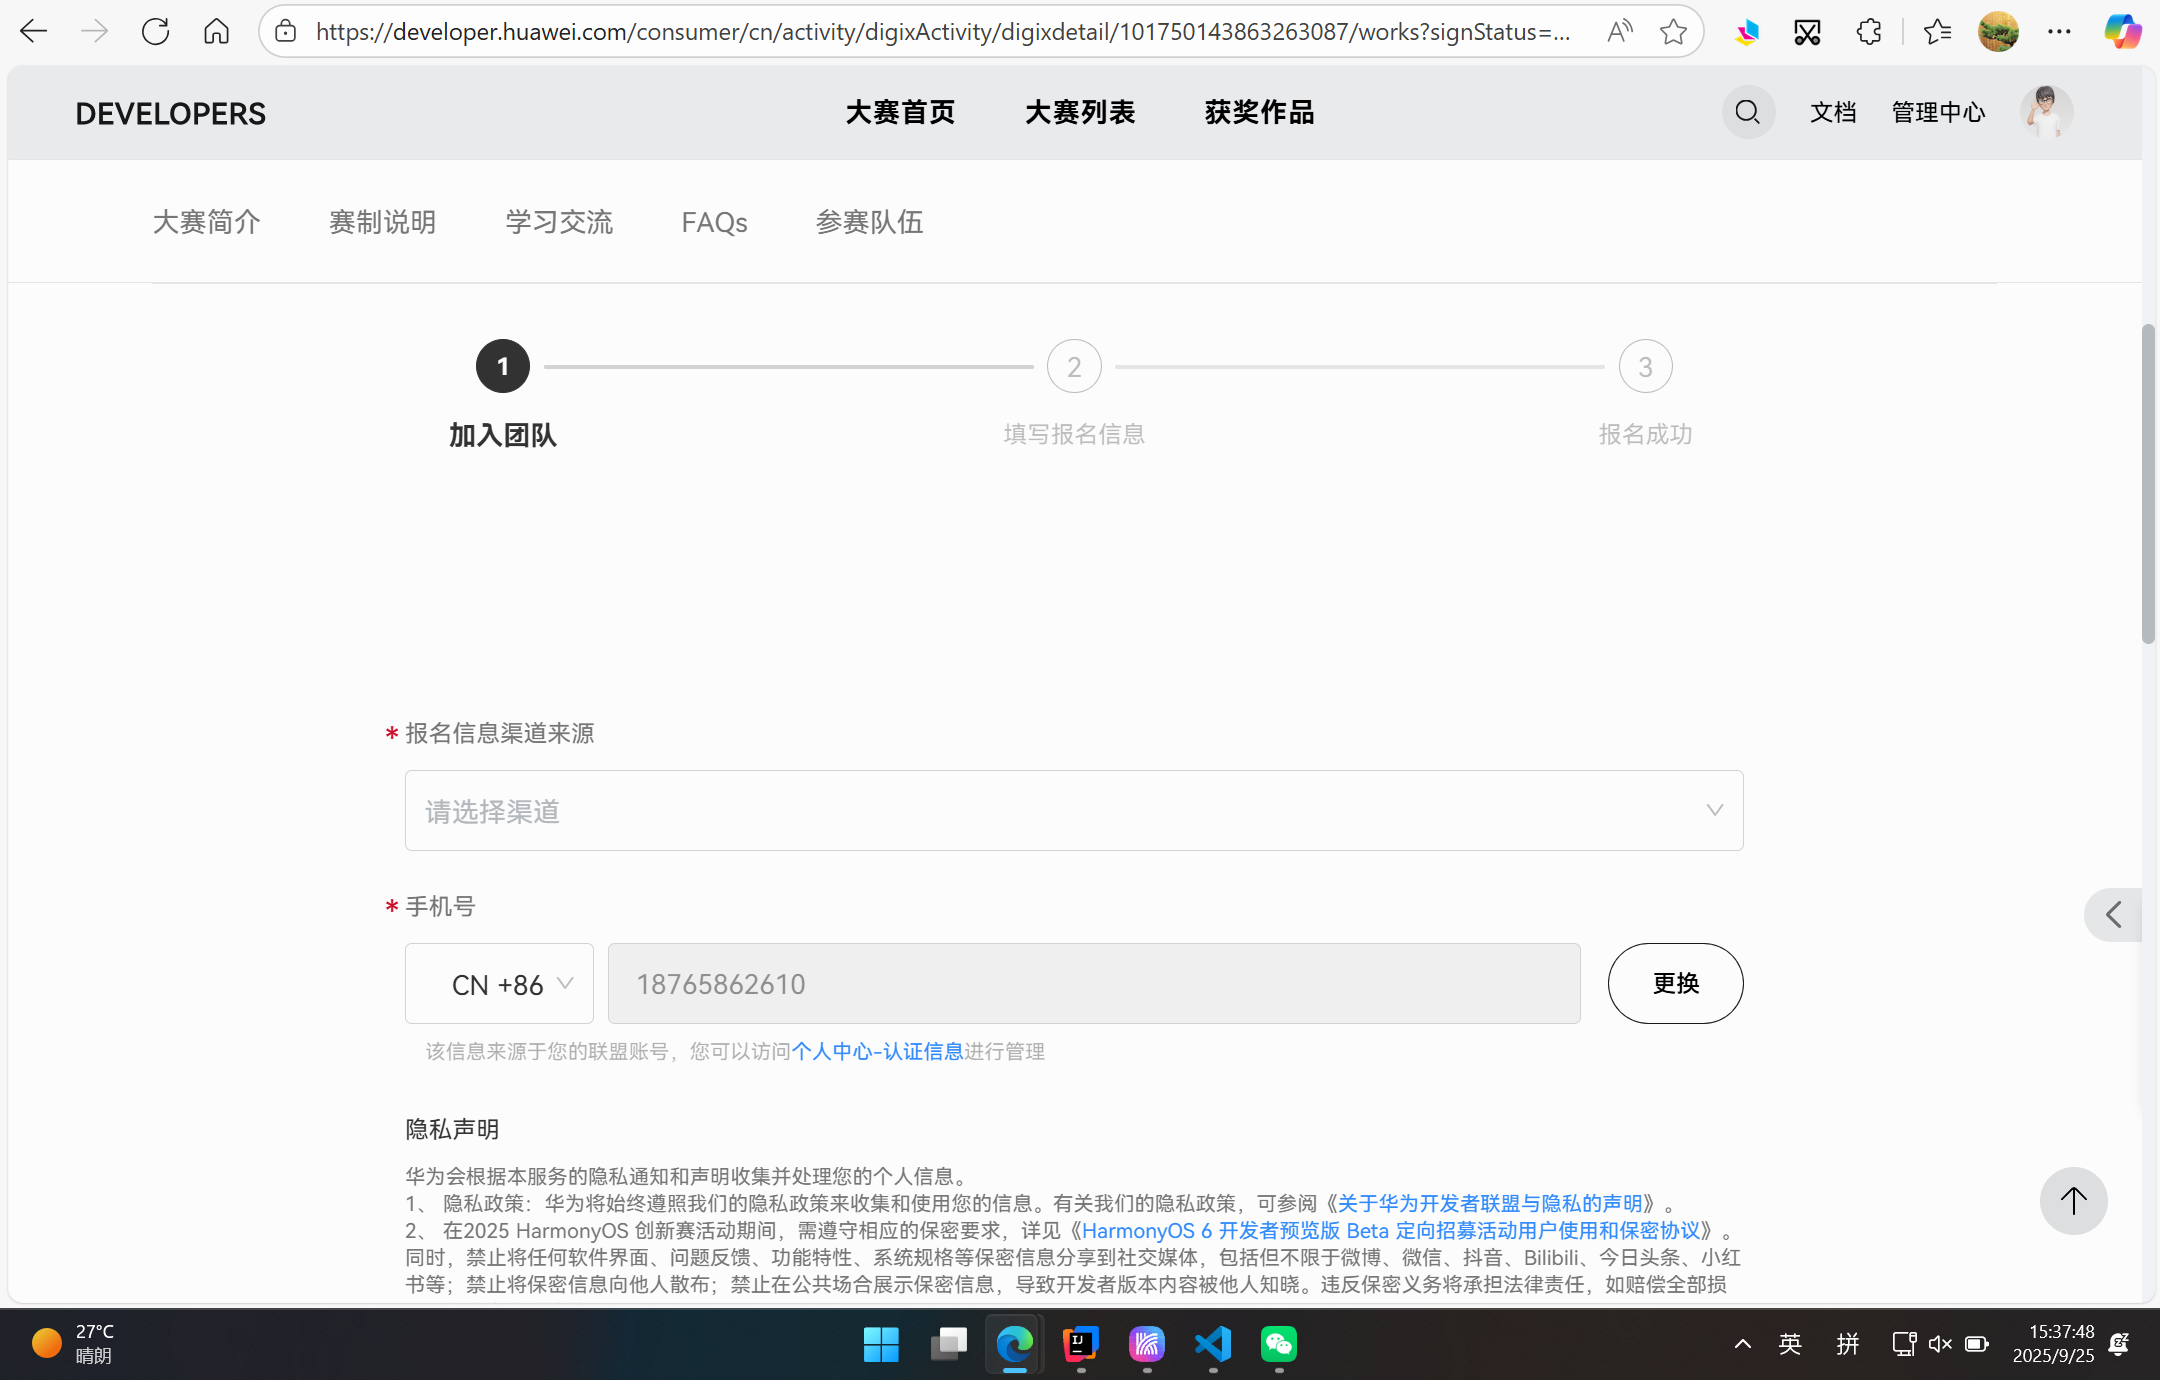 https://developer.huawei.com/consumer/cn/activity/digixActivity/digixdetail/101750143863263087/works?signStatus=...
DEVELOPERS
大赛首页
大赛列表
获奖作品
文档
管理中心
大赛简介
赛制说明
学习交流
FAQs
参赛队伍
1
2
3
加入团队
填写报名信息
报名成功
* 报名信息渠道来源
请选择渠道
* 手机号
CN +86
18765862610
更换
该信息来源于您的联盟账号，您可以访问个人中心-认证信息进行管理
隐私声明
华为会根据本服务的隐私通知和声明收集并处理您的个人信息。
1、 隐私政策：华为将始终遵照我们的隐私政策来收集和使用您的信息。有关我们的隐私政策，可参阅《关于华为开发者联盟与隐私的声明》。
2、 在2025 HarmonyOS 创新赛活动期间，需遵守相应的保密要求，详见《HarmonyOS 6 开发者预览版 Beta 定向招募活动用户使用和保密协议》。
同时，禁止将任何软件界面、问题反馈、功能特性、系统规格等保密信息分享到社交媒体，包括但不限于微博、微信、抖音、Bilibili、今日头条、小红
书等；禁止将保密信息向他人散布；禁止在公共场合展示保密信息，导致开发者版本内容被他人知晓。违反保密义务将承担法律责任，如赔偿全部损
27°C
晴朗
英
拼
15:37:48
2025/9/25